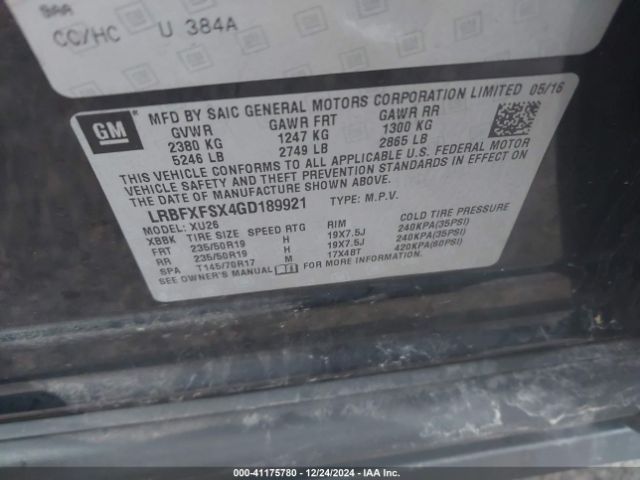 CC/HC U 384A
GM
MFD BY SAIC GENERAL MOTORS CORPORATION LIMITED 05/16
GVWR GAWR FRT GAWR RR
2380 KG 1247 KG 1300 KG
5246 LB 2749 LB 2865 LB
THIS VEHICLE CONFORMS TO ALL APPLICABLE U.S. FEDERAL MOTOR
VEHICLE SAFETY AND THEFT PREVENTION STANDARDS IN EFFECT ON
THE DATE OF MANUFACTURE SHOWN ABOVE.
LRBFXFSX4GD189921 TYPE: M.P.V.
MODEL: XU26
XBBK TIRE SIZE SPEED RTG RIM COLD TIRE PRESSURE
FRT 235/50R19 H 19X7.5J 240KPA(35PSI)
RR 235/50R19 H 19X7.5J 240KPA(35PSI)
SPA T145/70R17 M 17X4BT 420KPA(60PSI)
SEE OWNER'S MANUAL FOR MORE INFORMATION.
000-41175780 - 12/24/2024 - IAA, Inc.